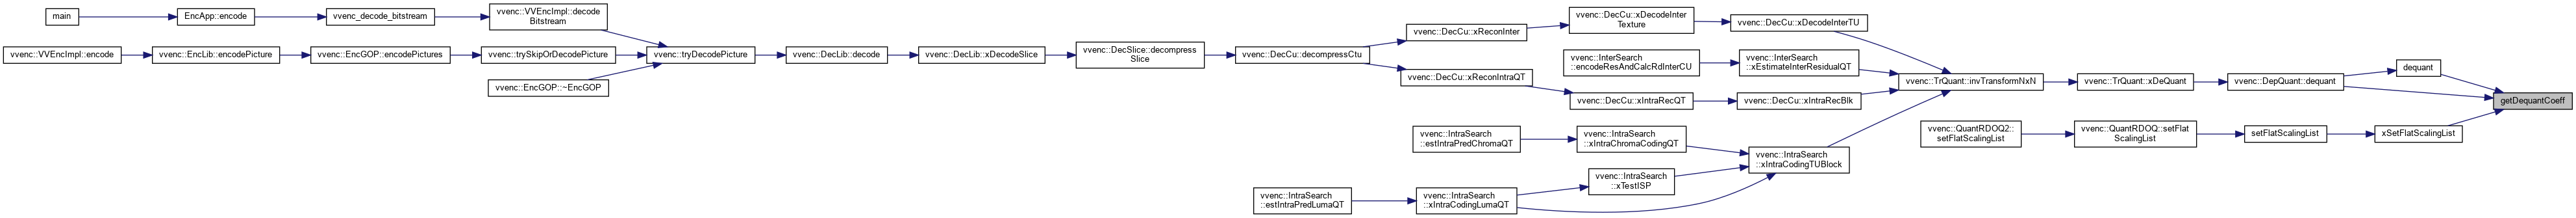 main
EncApp::encode
vvenc_decode_bitstream
vvenc::VVEncImpl::decode
Bitstream
vvenc::VVEncImpl::encode
vvenc::EncLib::encodePicture
vvenc::EncGOP::encodePictures
vvenc::trySkipOrDecodePicture
vvenc::EncGOP::~EncGOP
vvenc::tryDecodePicture
vvenc::DecLib::decode
vvenc::DecLib::xDecodeSlice
vvenc::DecSlice::decompress
Slice
vvenc::DecCu::decompressCtu
vvenc::DecCu::xReconInter
vvenc::DecCu::xReconIntraQT
vvenc::DecCu::xDecodeInter
Texture
vvenc::InterSearch
::encodeResAndCalcRdInterCU
vvenc::DecCu::xIntraRecQT
vvenc::DecCu::xDecodeInterTU
vvenc::InterSearch
::xEstimateInterResidualQT
vvenc::DecCu::xIntraRecBlk
vvenc::IntraSearch
::estIntraPredChromaQT
vvenc::IntraSearch
::xIntraChromaCodingQT
vvenc::IntraSearch
::xTestISP
vvenc::IntraSearch
::estIntraPredLumaQT
vvenc::IntraSearch
::xIntraCodingLumaQT
vvenc::IntraSearch
::xIntraCodingTUBlock
vvenc::TrQuant::invTransformNxN
vvenc::TrQuant::xDeQuant
vvenc::DepQuant::dequant
dequant
getDequantCoeff
vvenc::QuantRDOQ2::
setFlatScalingList
vvenc::QuantRDOQ::setFlat
ScalingList
setFlatScalingList
xSetFlatScalingList